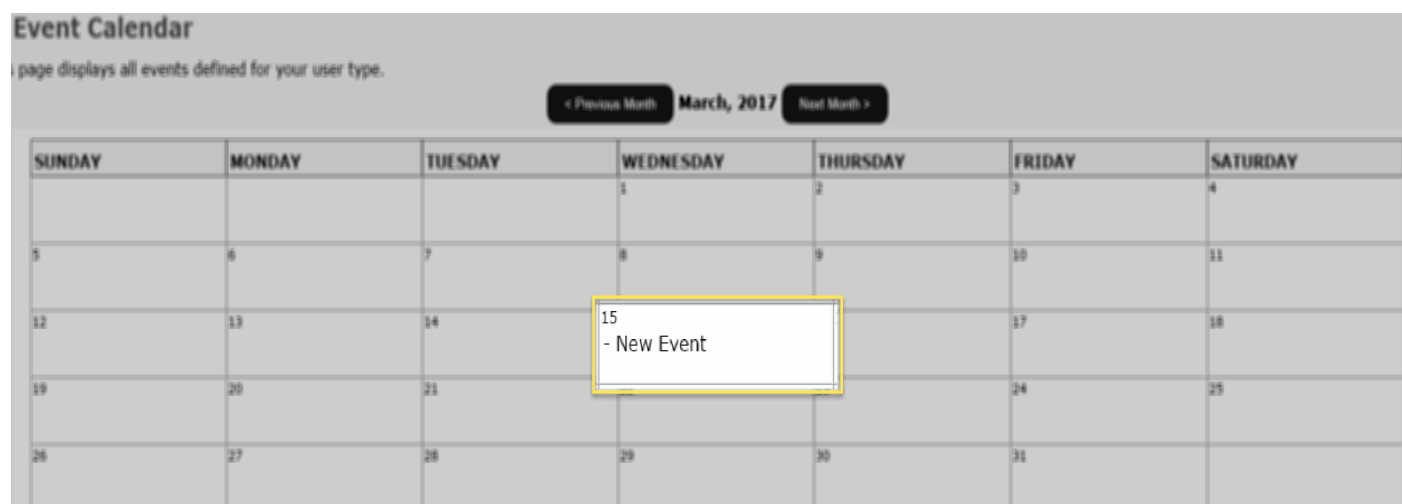 Event Calendar
page displays all events defined for your user type.
< Previous Month March, 2017 Next Month >
SUNDAY MONDAY TUESDAY WEDNESDAY THURSDAY FRIDAY SATURDAY
1 2 3 4
5 6 7 8 9 10 11
12 13 14 15 17 18
- New Event
19 20 21 24 25
26 27 28 29 30 31